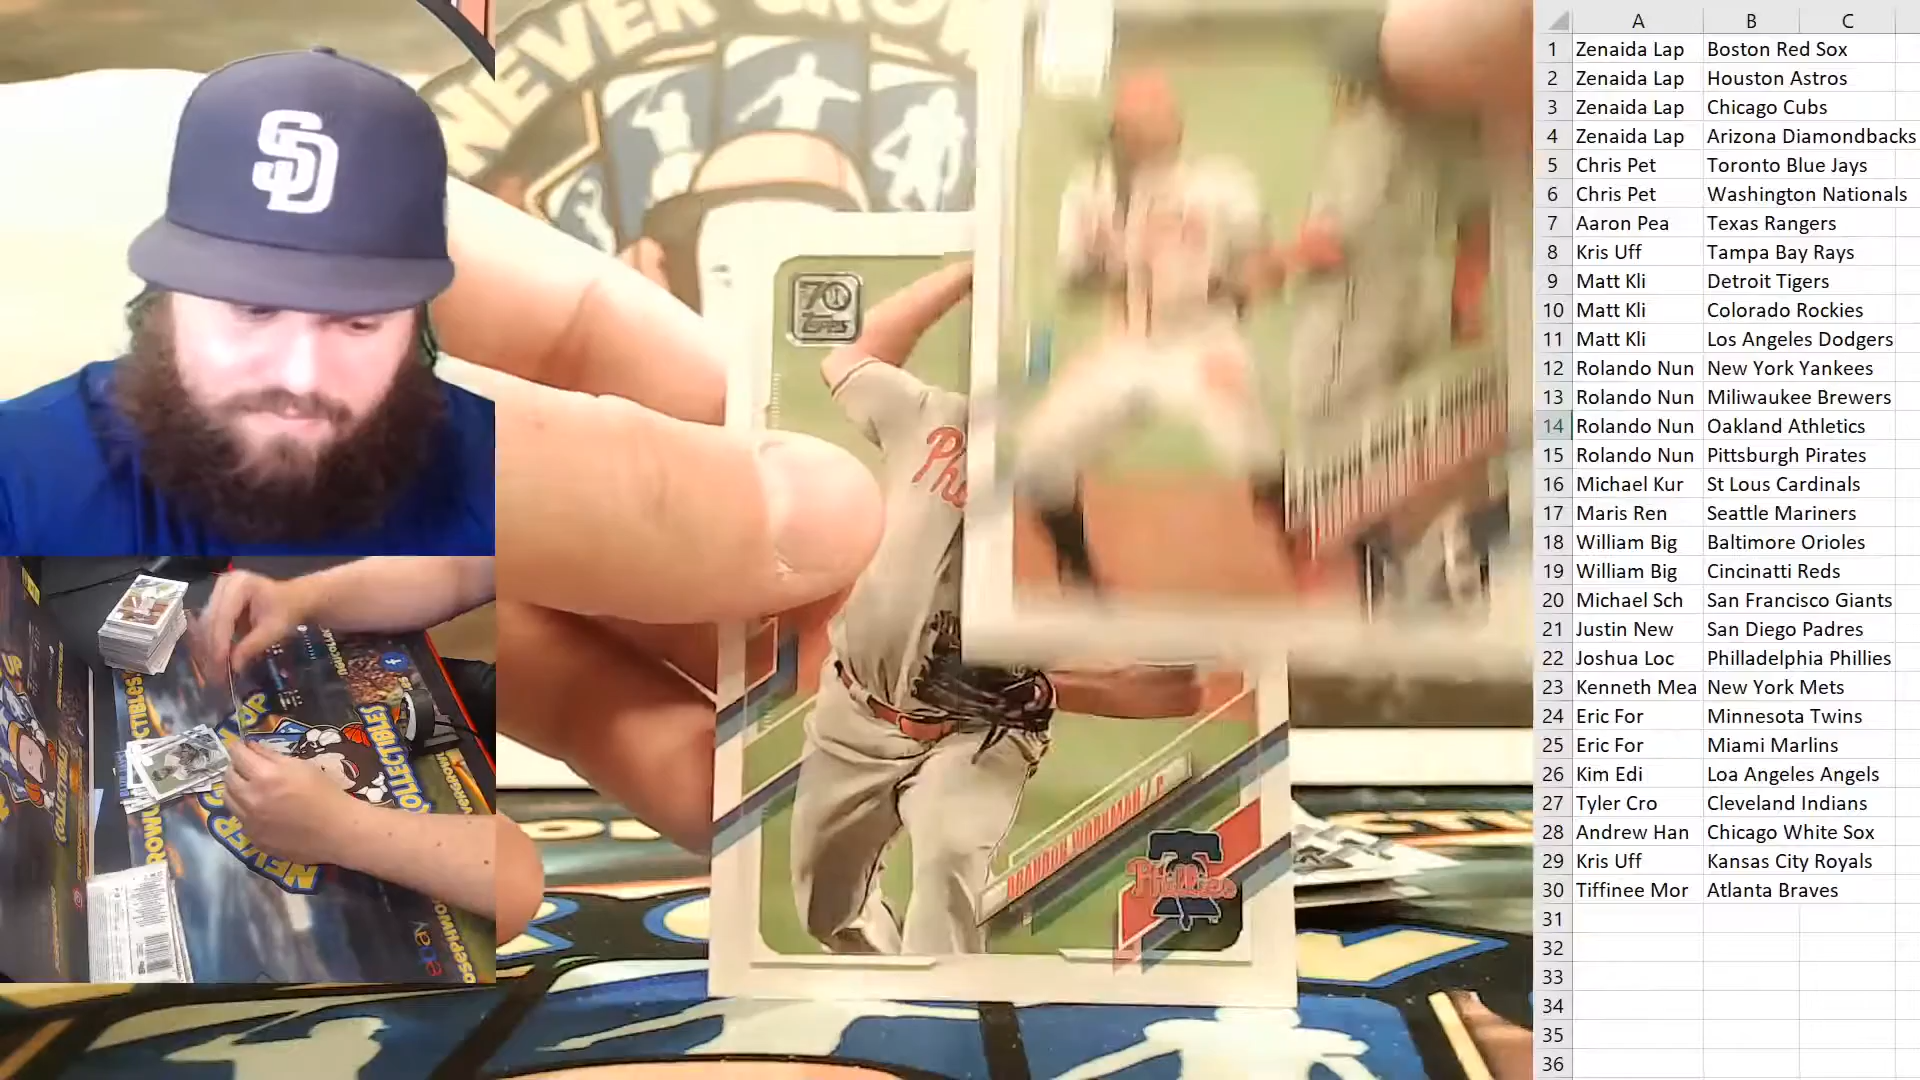 NEVER GROW
SD
70
TOPPS
Ph
BRANDON WORKMAN / P
Phillies
NEVER
UP
COLLECTIBLES
ebay
A B C
1 Zenaida Lap Boston Red Sox
2 Zenaida Lap Houston Astros
3 Zenaida Lap Chicago Cubs
4 Zenaida Lap Arizona Diamondbacks
5 Chris Pet Toronto Blue Jays
6 Chris Pet Washington Nationals
7 Aaron Pea Texas Rangers
8 Kris Uff Tampa Bay Rays
9 Matt Kli Detroit Tigers
10 Matt Kli Colorado Rockies
11 Matt Kli Los Angeles Dodgers
12 Rolando Nun New York Yankees
13 Rolando Nun Miliwaukee Brewers
14 Rolando Nun Oakland Athletics
15 Rolando Nun Pittsburgh Pirates
16 Michael Kur St Lous Cardinals
17 Maris Ren Seattle Mariners
18 William Big Baltimore Orioles
19 William Big Cincinatti Reds
20 Michael Sch San Francisco Giants
21 Justin New San Diego Padres
22 Joshua Loc Philladelphia Phillies
23 Kenneth Mea New York Mets
24 Eric For Minnesota Twins
25 Eric For Miami Marlins
26 Kim Edi Loa Angeles Angels
27 Tyler Cro Cleveland Indians
28 Andrew Han Chicago White Sox
29 Kris Uff Kansas City Royals
30 Tiffinee Mor Atlanta Braves
31
32
33
34
35
36